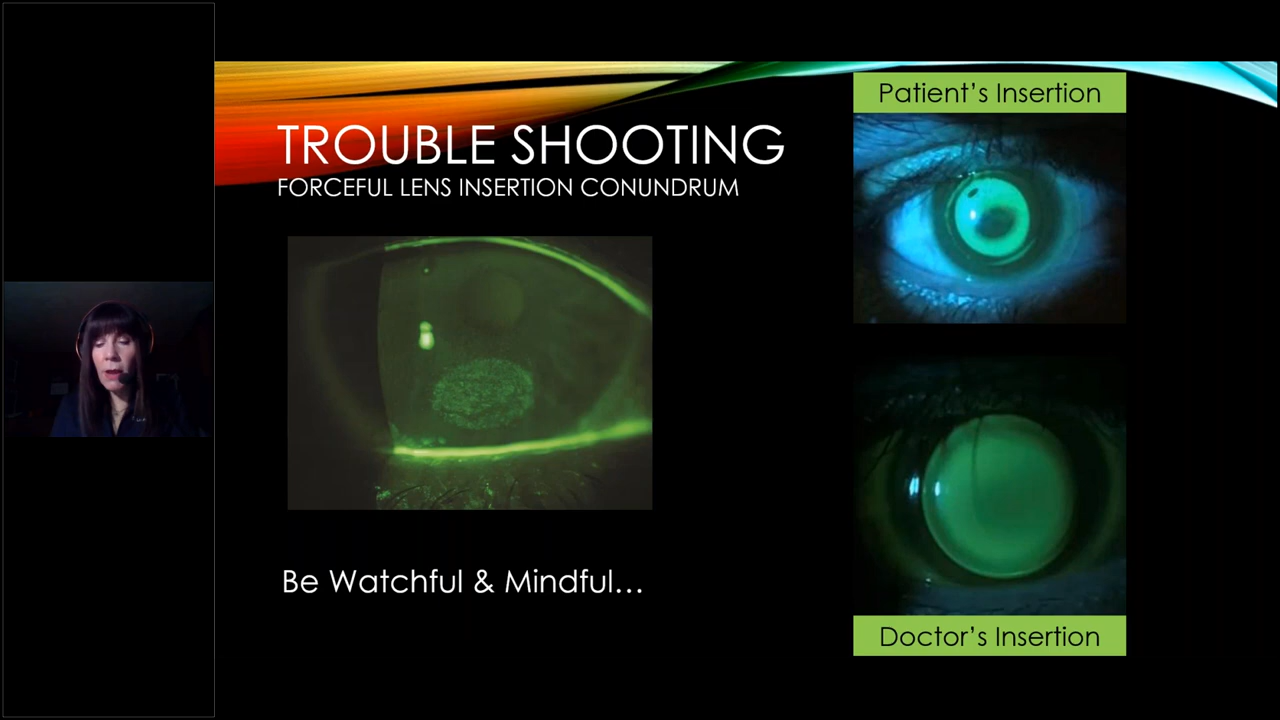 TROUBLE SHOOTING
FORCEFUL LENS INSERTION CONUNDRUM
Be Watchful & Mindful...
Patient's Insertion
Doctor's Insertion